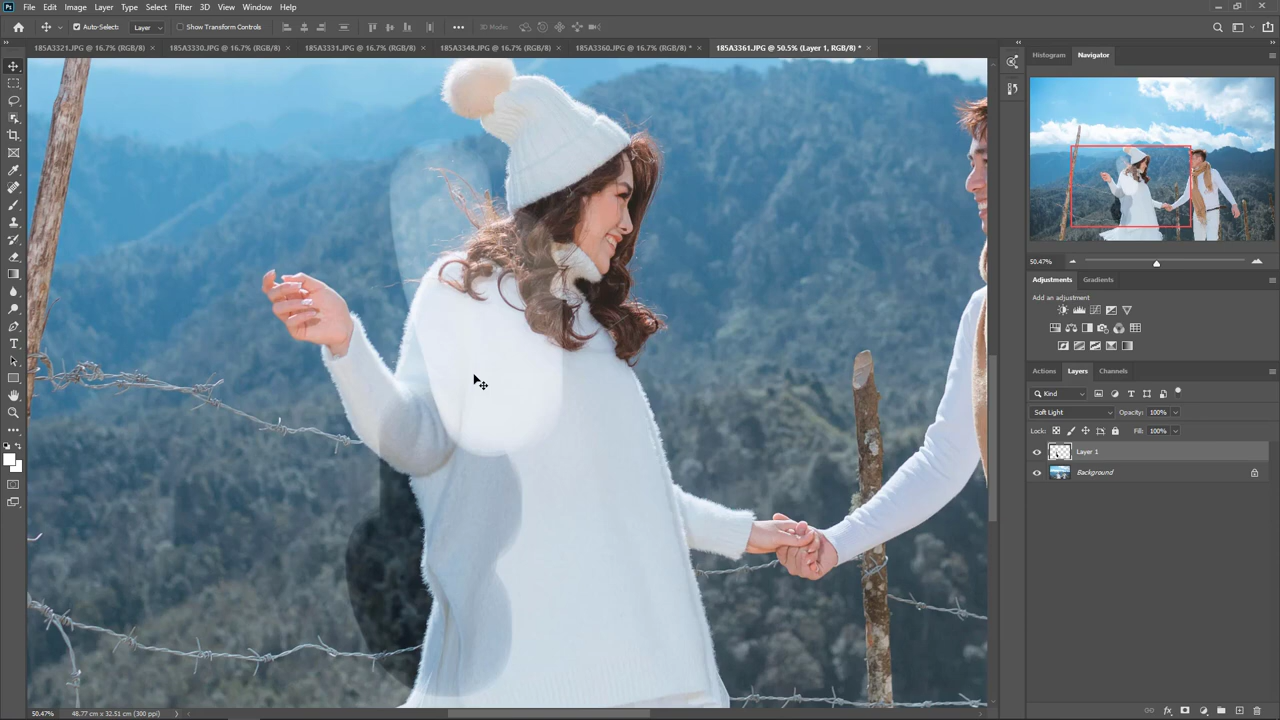 Ps File Edit Image Layer Type Select Filter 3D View Window Help
Auto-Select: Layer Show Transform Controls 3D Mode:
185A3321.JPG @ 16.7% (RGB/8) × 185A3330.JPG @ 16.7% (RGB/8) × 185A3331.JPG @ 16.7% (RGB/8) × 185A3348.JPG @ 16.7% (RGB/8) × 185A3360.JPG @ 16.7% (RGB/8) * × 185A3361.JPG @ 50.5% (Layer 1, RGB/8) * ×
Histogram Navigator
50.47%
Adjustments Gradients
Add an adjustment
Actions Layers Channels
Kind
Soft Light Opacity: 100%
Lock: Fill: 100%
Layer 1
Background
50.47% 48.77 cm x 32.51 cm (300 ppi)